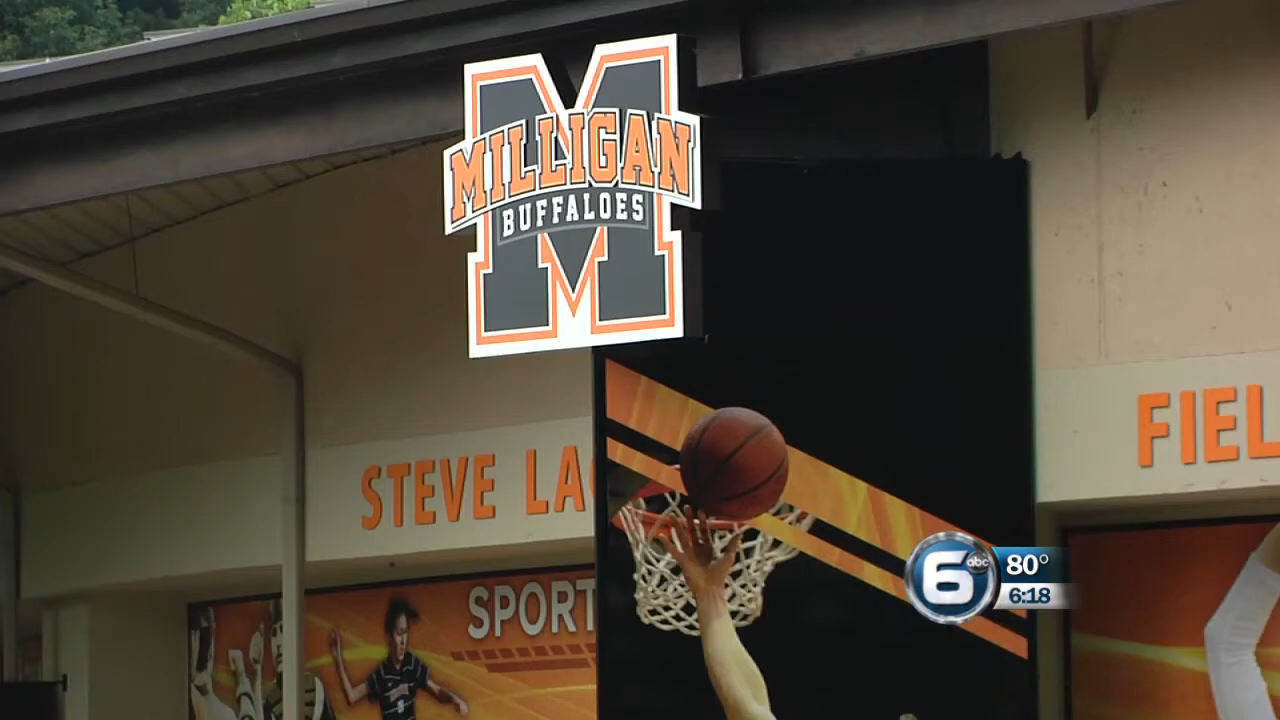 MILLIGAN
BUFFALOES
STEVE LA
FIEL
SPORT
6 abc
80°
6:18